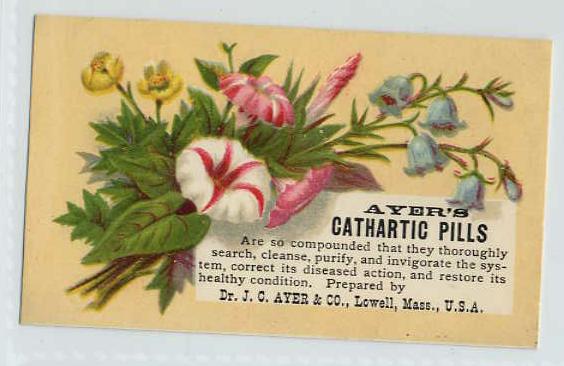 AYER'S
CATHARTIC PILLS
Are so compounded that they thoroughly
search, cleanse, purify, and invigorate the sys-
tem, correct its diseased action, and restore its
healthy condition. Prepared by
Dr. J. C. AYER & CO., Lowell, Mass., U.S.A.